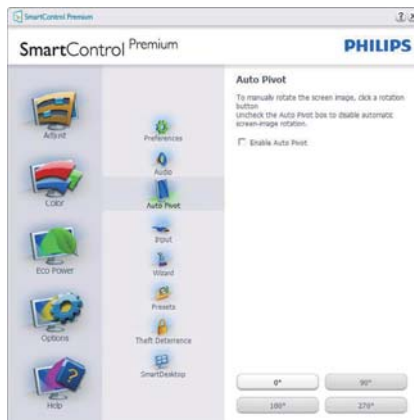 SmartControl Premium
SmartControl Premium
PHILIPS
Adjust
Color
Eco Power
Options
Help
Preferences
Audio
Auto Pivot
Input
Wizard
Presets
Theft Deterrence
SmartDesktop
Auto Pivot
To manually rotate the screen image, click a rotation
button
Uncheck the Auto Pivot box to disable automatic
screen-image rotation.
Enable Auto Pivot
0°
90°
180°
270°